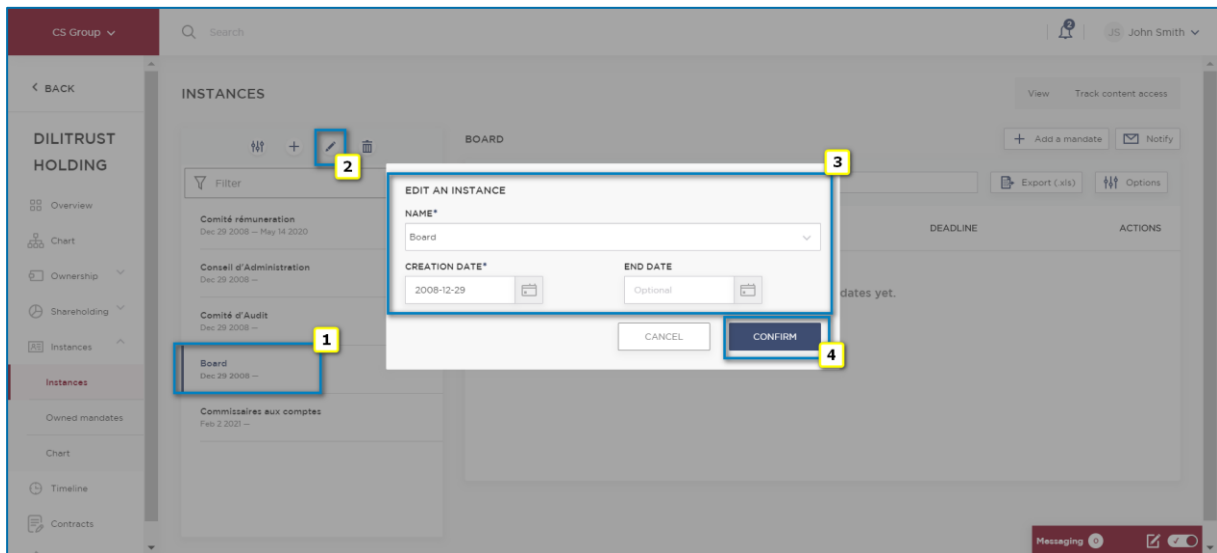 CS Group
Search
2
JS John Smith
BACK
INSTANCES
View Track content access
DILITRUST
HOLDING
2
BOARD
+ Add a mandate Notify
3
Filter
EDIT AN INSTANCE
Export (.xls) Options
Overview
NAME*
Comité rémuneration
Dec 29 2008 — May 14 2020
Board
DEADLINE ACTIONS
Chart
Conseil d'Administration
Dec 29 2008 —
CREATION DATE* END DATE
Ownership
2008-12-29 Optional
dates yet.
Shareholding
Comité d'Audit
Dec 29 2008 —
1
CANCEL CONFIRM
4
Instances
Board
Dec 29 2008 —
Instances
Commissaires aux comptes
Feb 2 2021 —
Owned mandates
Chart
Timeline
Contracts
Messaging 0